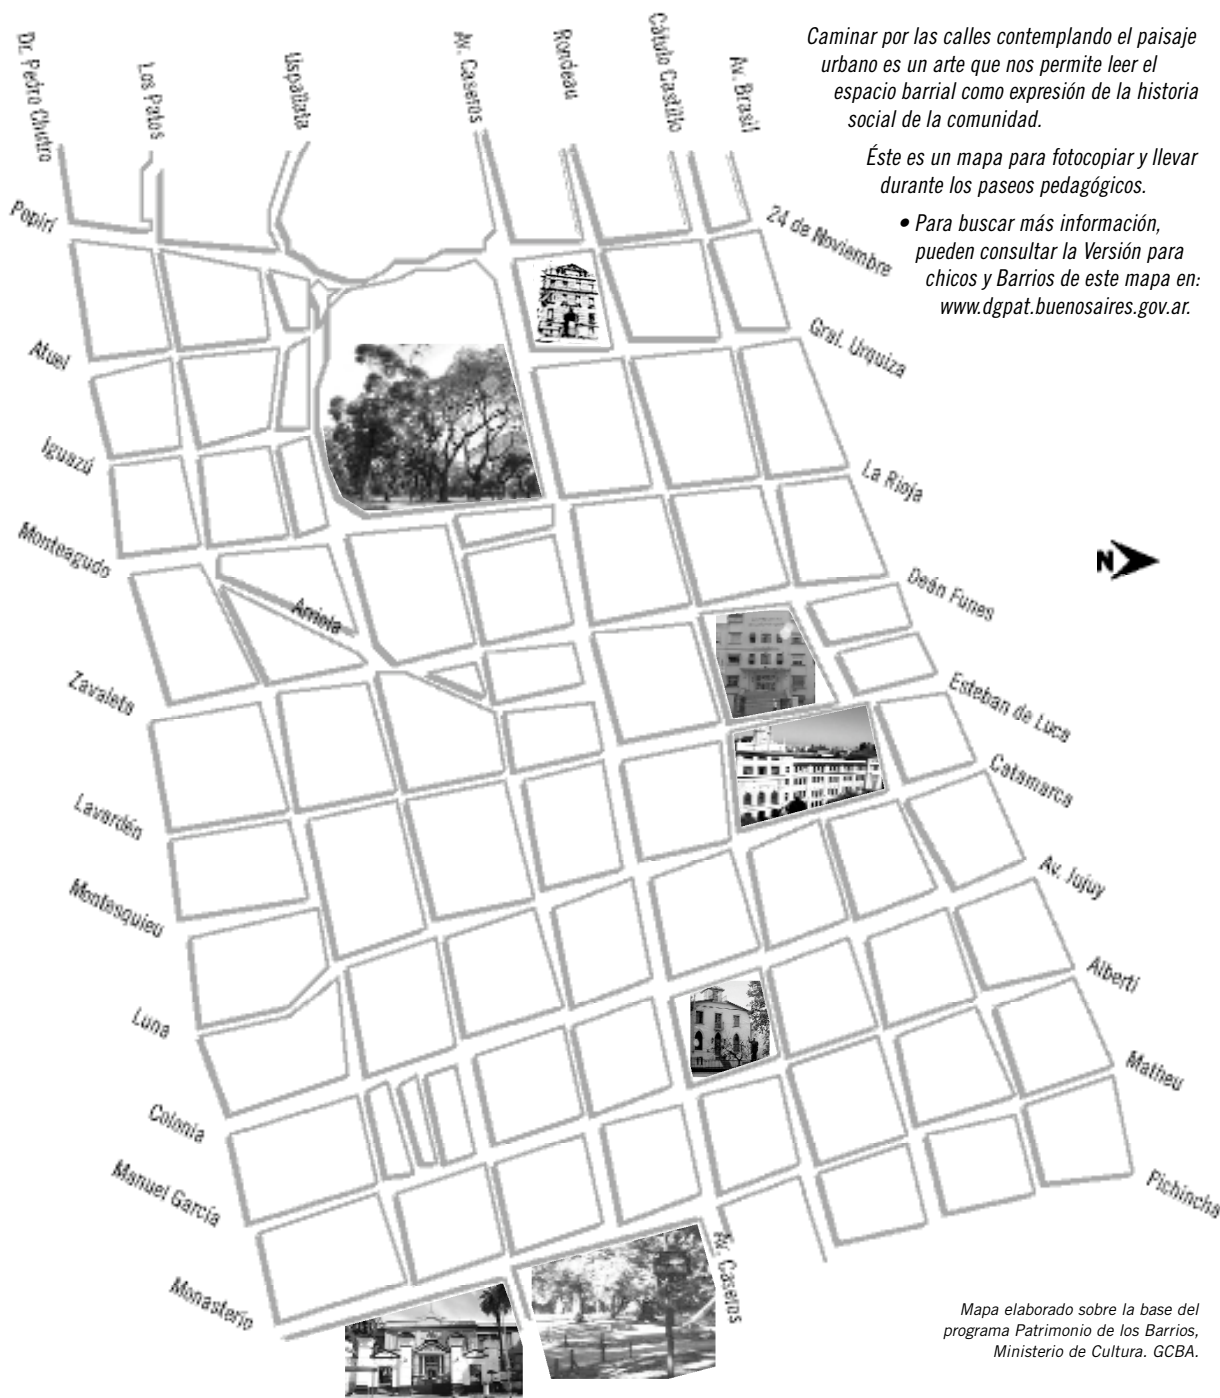 Dr. Pedro Chutro
Los Patos
Uspallata
Av. Caseros
Rondeau
Cátulo Castillo
Av. Brasil
Caminar por las calles contemplando el paisaje
urbano es un arte que nos permite leer el
espacio barrial como expresión de la historia
social de la comunidad.
Éste es un mapa para fotocopiar y llevar
durante los paseos pedagógicos.
• Para buscar más información,
pueden consultar la Versión para
chicos y Barrios de este mapa en:
www.dgpat.buenosaires.gov.ar.
Popirí
24 de Noviembre
Atuel
Gral. Urquiza
Iguazú
La Rioja
Monteagudo
N
Deán Funes
Arriola
Zavaleta
Esteban de Luca
Catamarca
Lavardén
Av. Jujuy
Montesquieu
Alberti
Luna
Matheu
Colonia
Pichincha
Manuel García
Av. Caseros
Monasterio
Mapa elaborado sobre la base del
programa Patrimonio de los Barrios,
Ministerio de Cultura. GCBA.